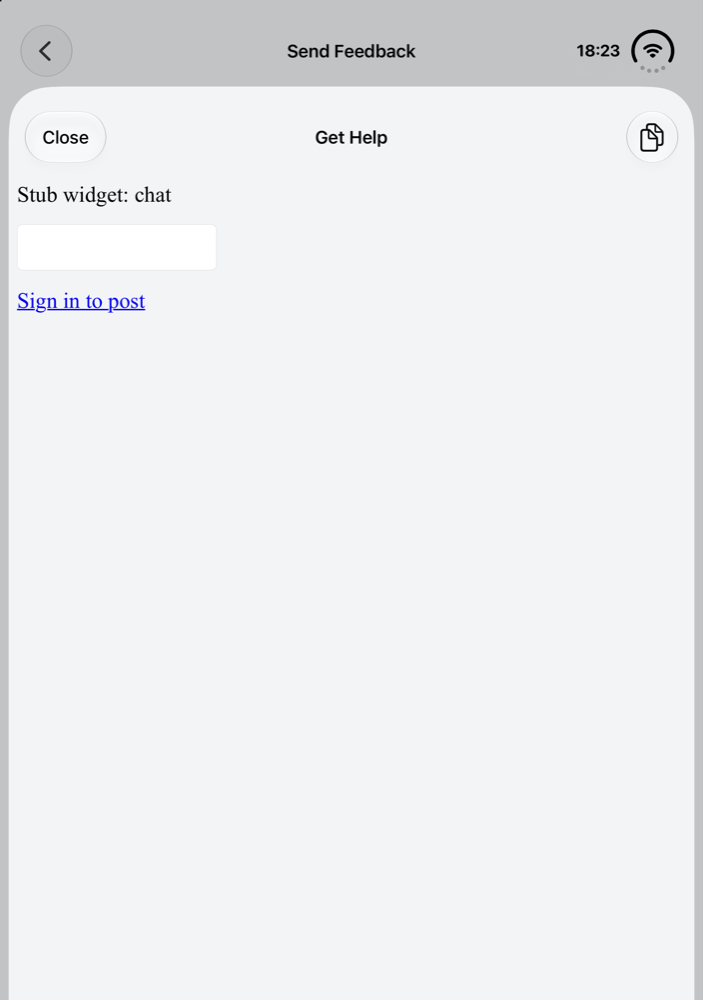 Send Feedback 18:23
Close Get Help
Stub widget: chat
Sign in to post